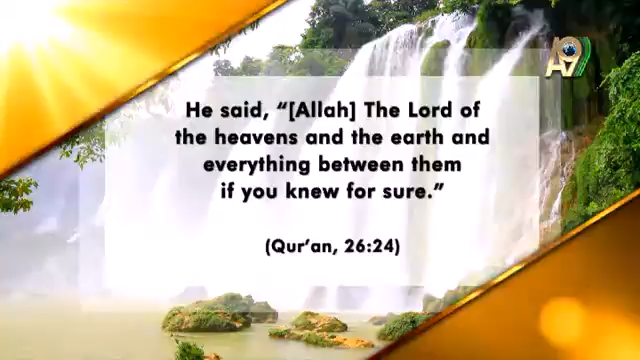 A9
He said, “[Allah] The Lord of
the heavens and the earth and
everything between them
if you knew for sure.”
(Qur’an, 26:24)